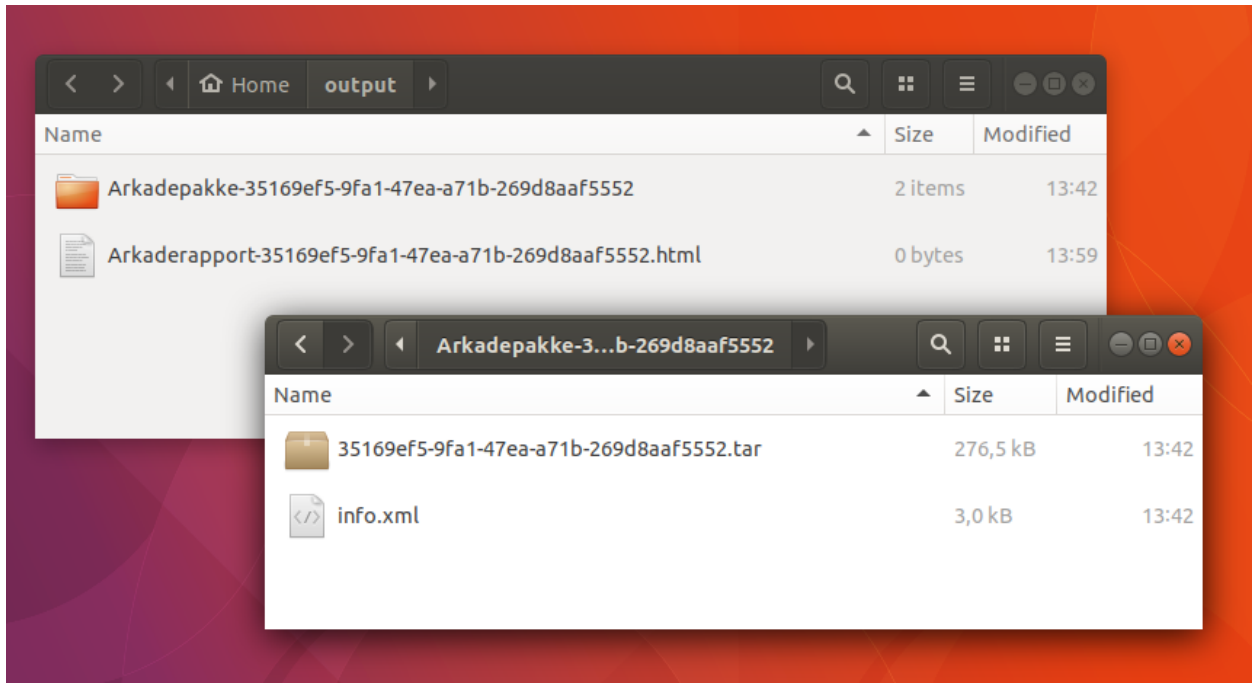 Home output
Name Size Modified
Arkadepakke-35169ef5-9fa1-47ea-a71b-269d8aaf5552 2 items 13:42
Arkaderapport-35169ef5-9fa1-47ea-a71b-269d8aaf5552.html 0 bytes 13:59
Arkadepakke-3...b-269d8aaf5552
Name Size Modified
35169ef5-9fa1-47ea-a71b-269d8aaf5552.tar 276,5 kB 13:42
info.xml 3,0 kB 13:42